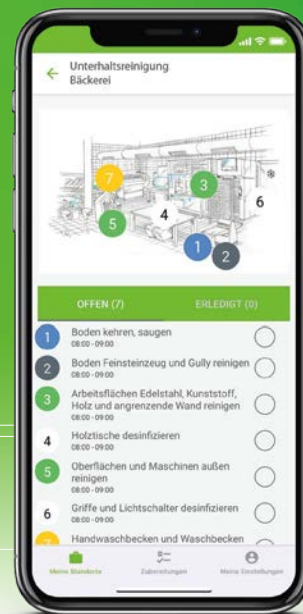 Unterhaltsreinigung
Bäckerei
7
3
5
4
6
1
2
OFFEN (7)
ERLEDIGT (0)
1
Boden kehren, saugen
08:00 - 09:00
2
Boden Feinsteinzeug und Gully reinigen
08:00 - 09:00
3
Arbeitsflächen Edelstahl, Kunststoff,
Holz und angrenzende Wand reinigen
08:00 - 09:00
4
Holztische desinfizieren
08:00 - 09:00
5
Oberflächen und Maschinen außen
reinigen
08:00 - 09:00
6
Griffe und Lichtschalter desinfizieren
08:00 - 09:00
7
Handwaschbecken und Waschbecken
Meine Standorte
Zubereitungen
Meine Einstellungen